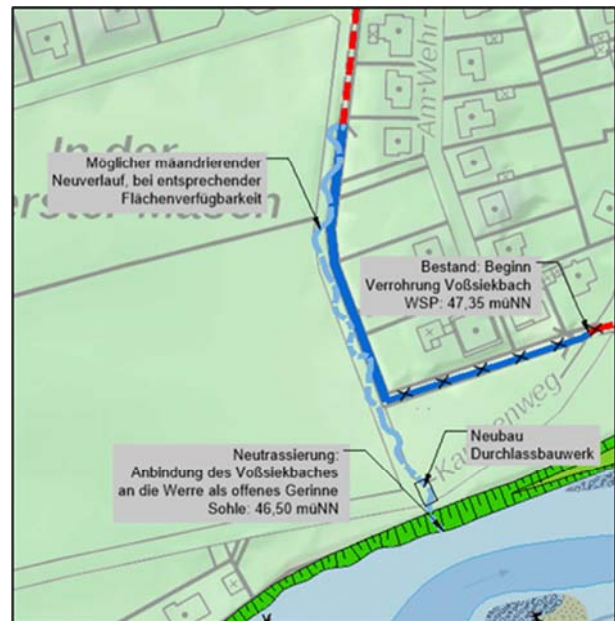 Am Wehr
In der
Möglicher mäandrierender
Neuverlauf, bei entsprechender
Flächenverfügbarkeit
Bestand: Beginn
Verrohrung Voßsiekbach
WSP: 47,35 müNN
Neutrassierung:
Anbindung des Voßsiekbaches
an die Werre als offenes Gerinne
Sohle: 46,50 müNN
Neubau
Durchlassbauwerk